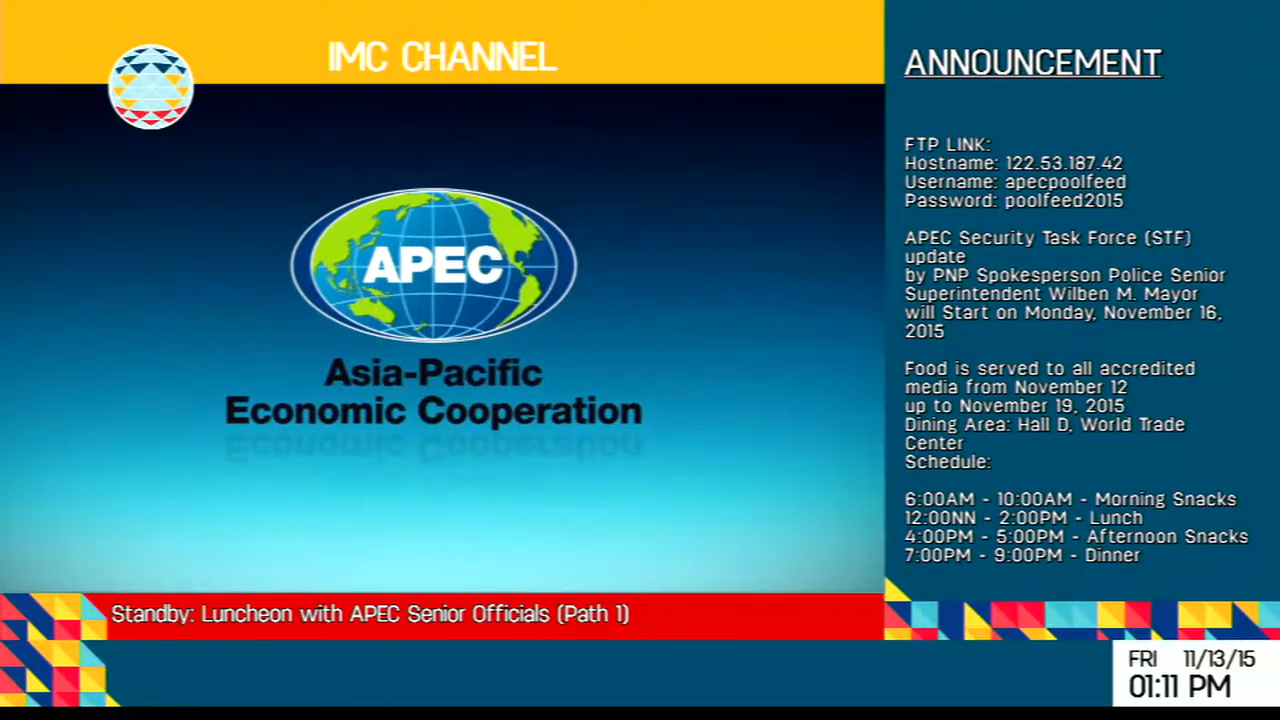 IMC CHANNEL
APEC
Asia-Pacific
Economic Cooperation
Standby: Luncheon with APEC Senior Officials (Path 1)
ANNOUNCEMENT
FTP LINK:
Hostname: 122.53.187.42
Username: apecpoolfeed
Password: poolfeed2015
APEC Security Task Force (STF)
update
by PNP Spokesperson Police Senior
Superintendent Wilben M. Mayor
will Start on Monday, November 16,
2015
Food is served to all accredited
media from November 12
up to November 19, 2015
Dining Area: Hall D, World Trade
Center
Schedule:
6:00AM - 10:00AM - Morning Snacks
12:00NN - 2:00PM - Lunch
4:00PM - 5:00PM - Afternoon Snacks
7:00PM - 9:00PM - Dinner
FRI 11/13/15
01:11 PM